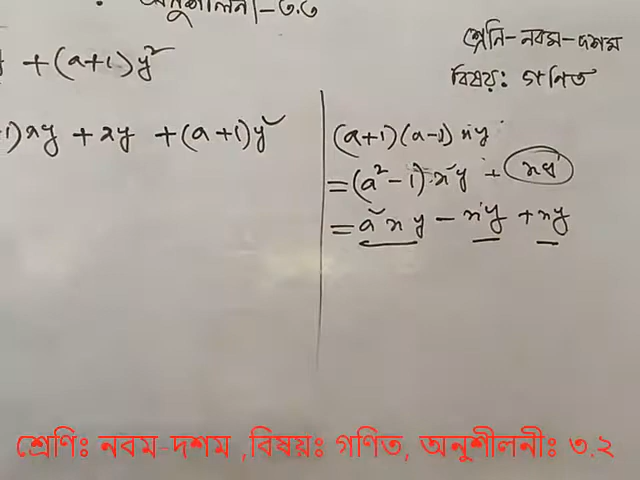 অনুশীলনী-৩.৩
শ্রেনি-নবম-দশম
বিষয়: গণিত
+(a+1)y²
1)xy + xy + (a+1)y²
(a+1)(a-1) xy
=(a²-1)·xy + xy
= a²xy - xy + xy
শ্রেণিঃ নবম-দশম ,বিষয়ঃ গণিত, অনুশীলনীঃ ৩.২